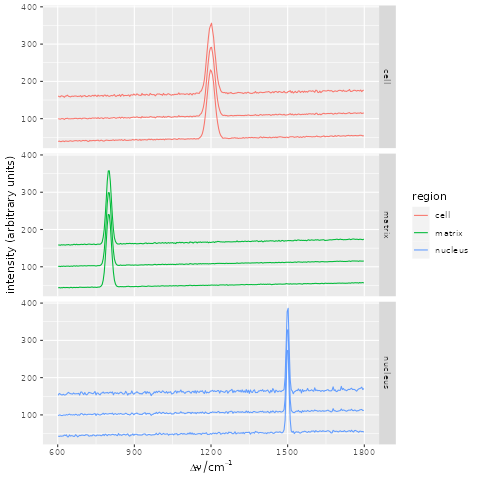 400
300
200
100
cell
400
300
200
100
matrix
400
300
200
100
nucleus
600
900
1200
1500
1800
Δν/cm⁻¹
intensity (arbitrary units)
region
cell
matrix
nucleus